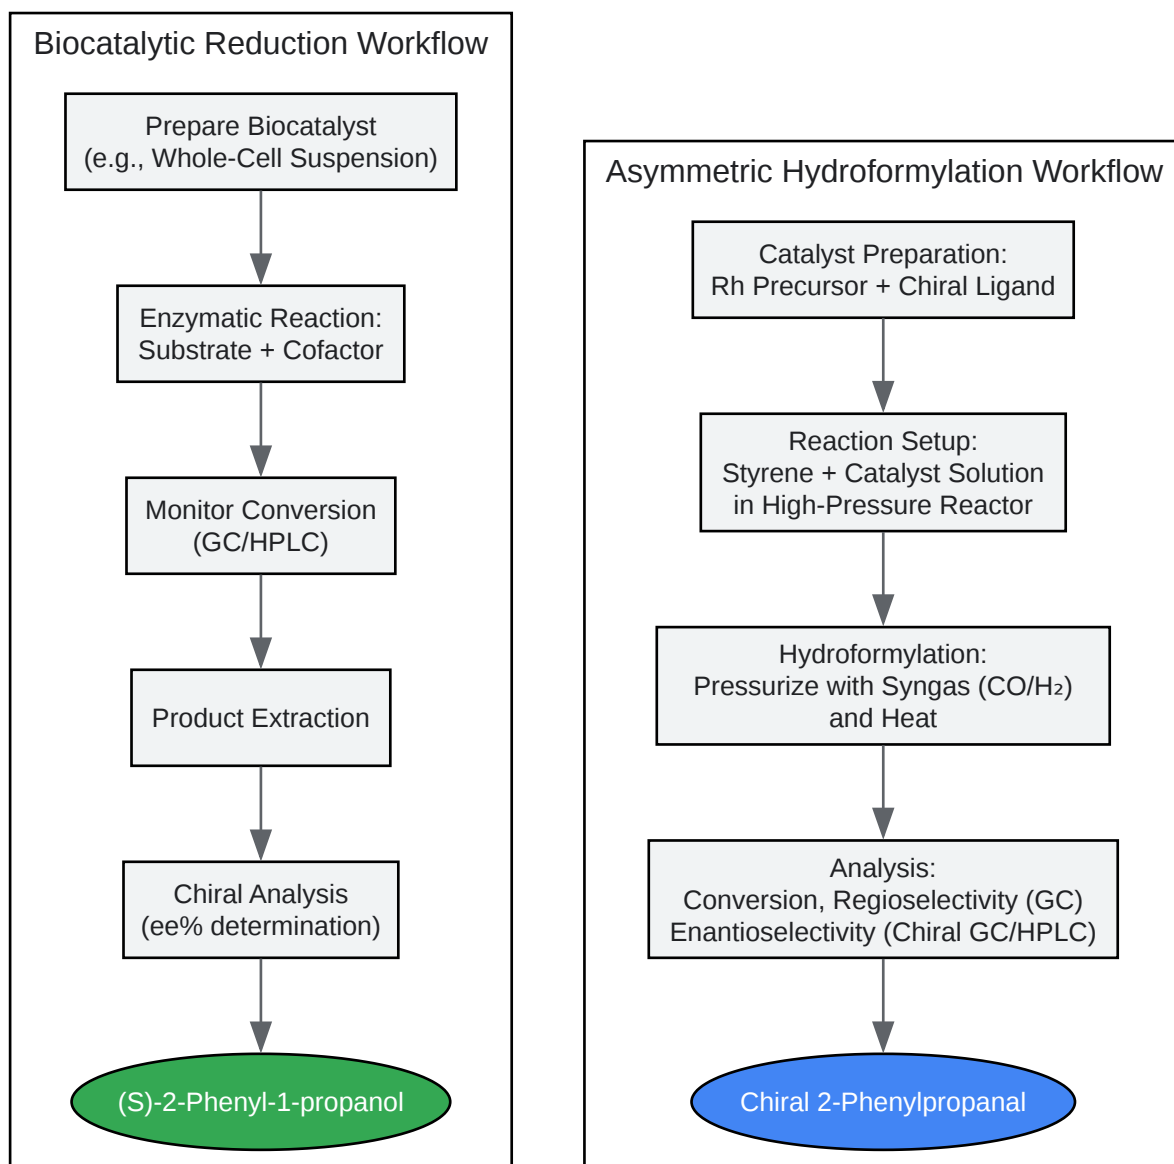 Biocatalytic Reduction Workflow
Prepare Biocatalyst
(e.g., Whole-Cell Suspension)
Enzymatic Reaction:
Substrate + Cofactor
Monitor Conversion
(GC/HPLC)
Product Extraction
Chiral Analysis
(ee% determination)
(S)-2-Phenyl-1-propanol
Asymmetric Hydroformylation Workflow
Catalyst Preparation:
Rh Precursor + Chiral Ligand
Reaction Setup:
Styrene + Catalyst Solution
in High-Pressure Reactor
Hydroformylation:
Pressurize with Syngas (CO/H₂)
and Heat
Analysis:
Conversion, Regioselectivity (GC)
Enantioselectivity (Chiral GC/HPLC)
Chiral 2-Phenylpropanal